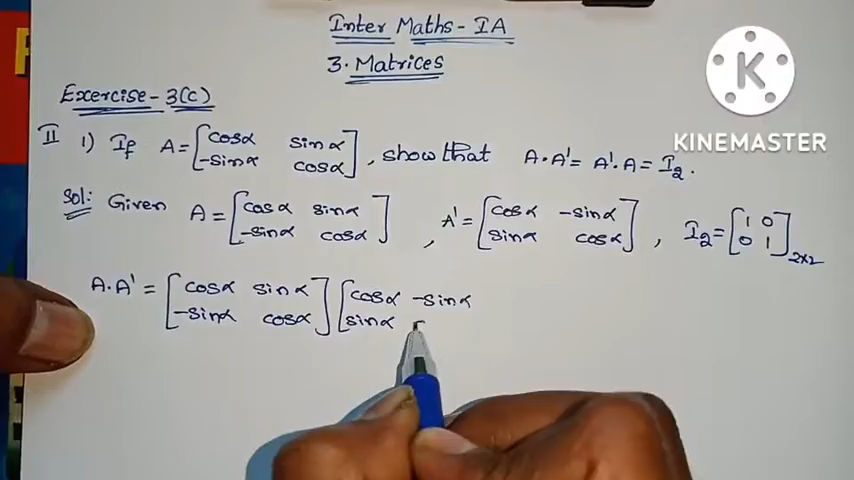 Inter Maths - IA
3. Matrices
Exercise - 3(c)
II 1) If A = [cosα sinα
-sinα cosα], show that A·A' = A'·A = I₂.
Sol: Given A = [cosα sinα
-sinα cosα], A' = [cosα -sinα
sinα cosα], I₂ = [1 0
0 1]2x2
A·A' = [cosα sinα
-sinα cosα] [cosα -sinα
sinα
K
KINEMASTER